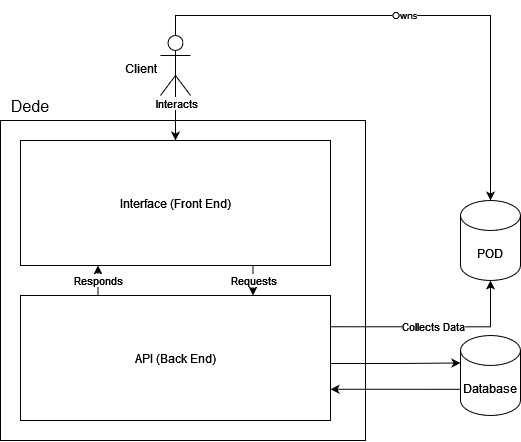 Owns
Client
Interacts
Dede
Interface (Front End)
POD
Responds
Requests
Collects Data
API (Back End)
Database